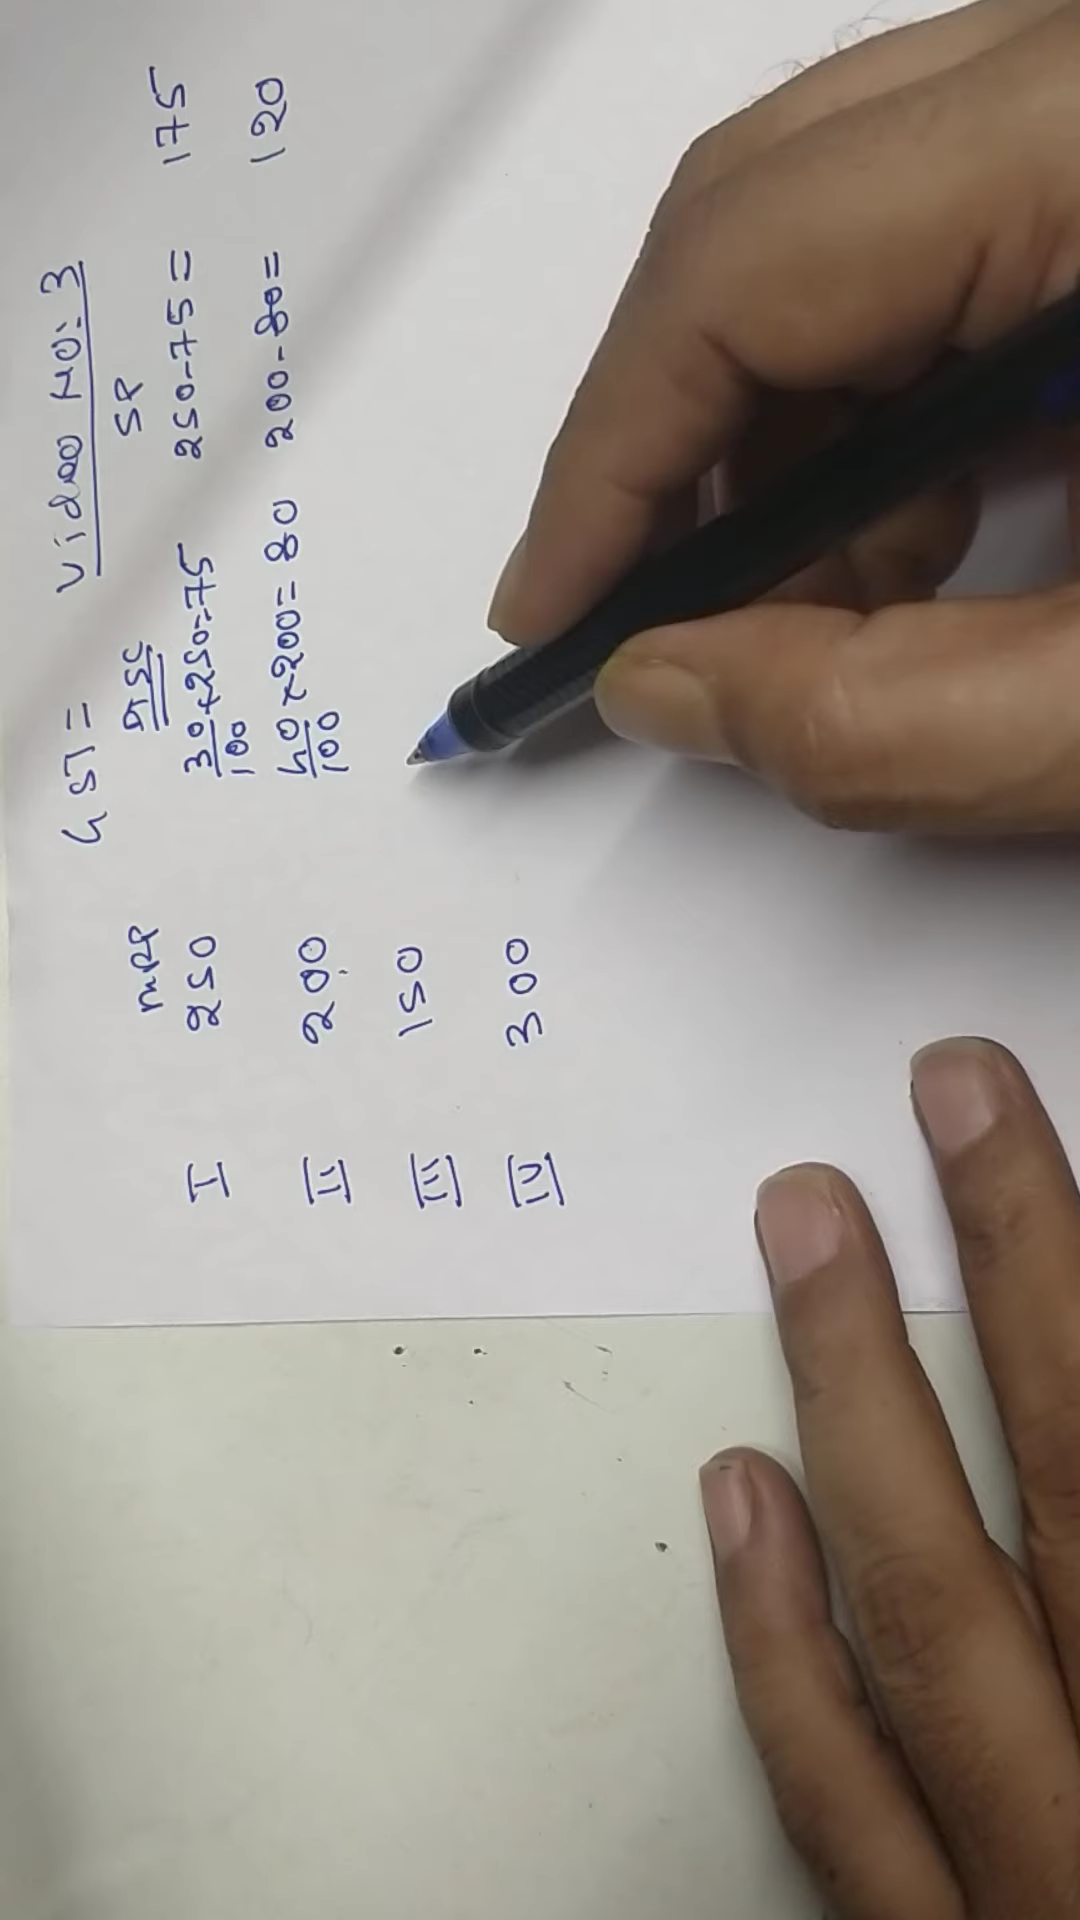 GST = Video No: 3
MRP DISC SP
I 250 30/100 x 250 = 75 250 - 75 = 175
II 200 40/100 x 200 = 80 200 - 80 = 120
III 150
IV 300